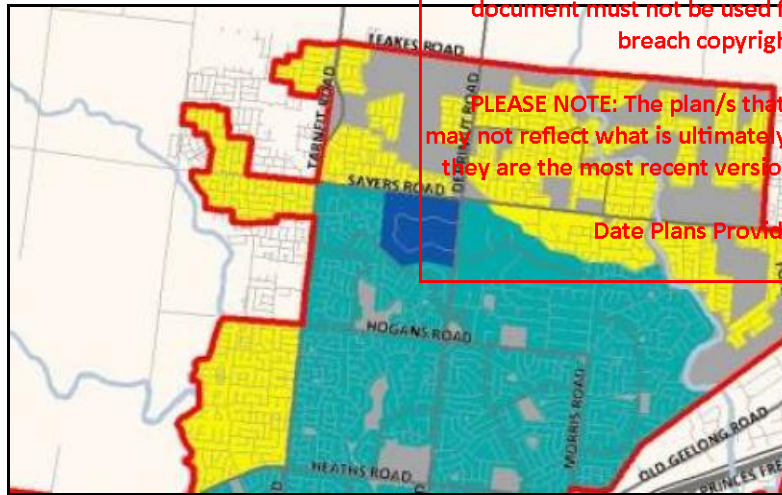 document must not be used f
breach copyrigh
PLEASE NOTE: The plan/s that
may not reflect what is ultimately
they are the most recent versio
Date Plans Provid
LEAKES ROAD
TARNEIT ROAD
DERRIMUT ROAD
SAYERS ROAD
HOGANS ROAD
MORRIS ROAD
HEATHS ROAD
OLD GEELONG ROAD
PRINCES FRE
D
D